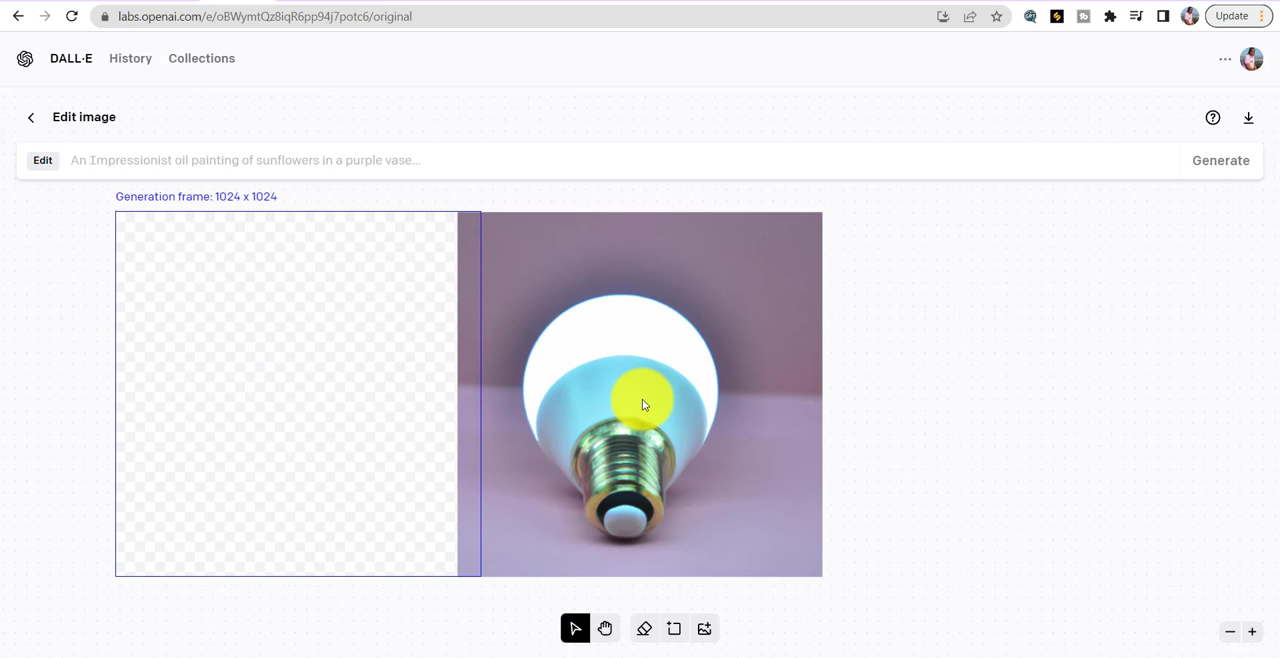 labs.openai.com/e/oBWymtQz8iqR6pp94j7potc6/original
Update
DALL·E
History
Collections
Edit image
Edit
An Impressionist oil painting of sunflowers in a purple vase...
Generate
Generation frame: 1024 x 1024